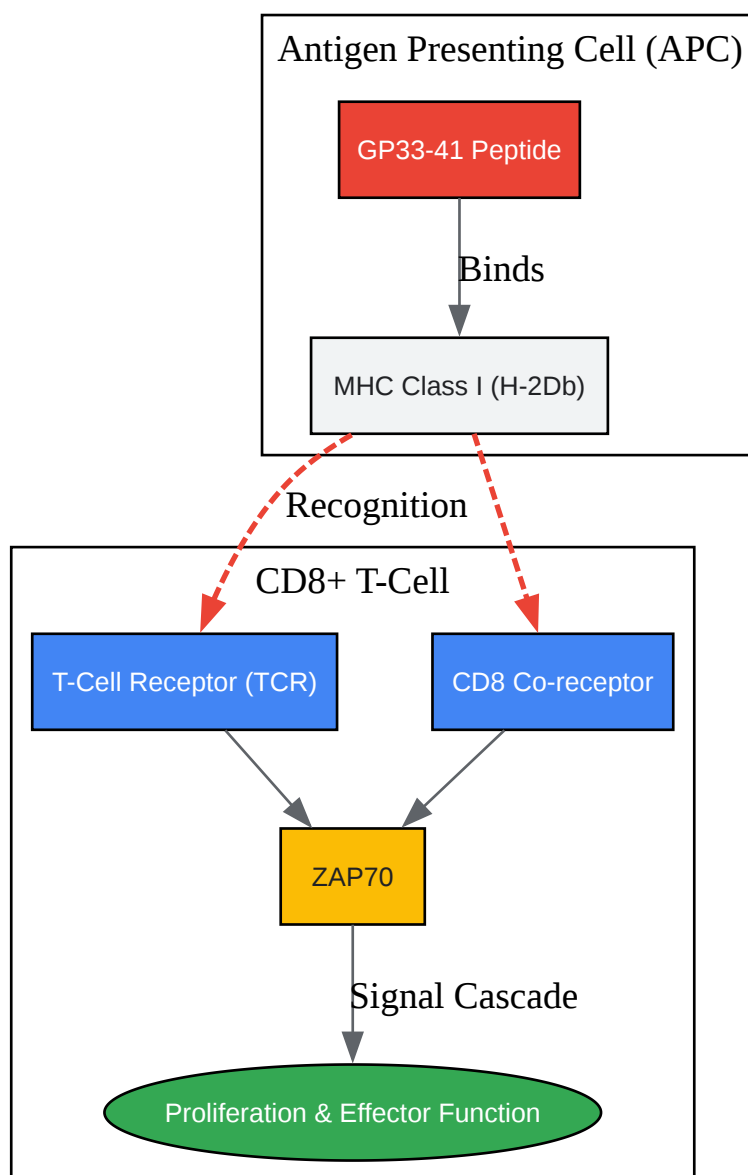 Antigen Presenting Cell (APC)
GP33-41 Peptide
Binds
MHC Class I (H-2Db)
Recognition
CD8+ T-Cell
T-Cell Receptor (TCR)
CD8 Co-receptor
ZAP70
Signal Cascade
Proliferation & Effector Function